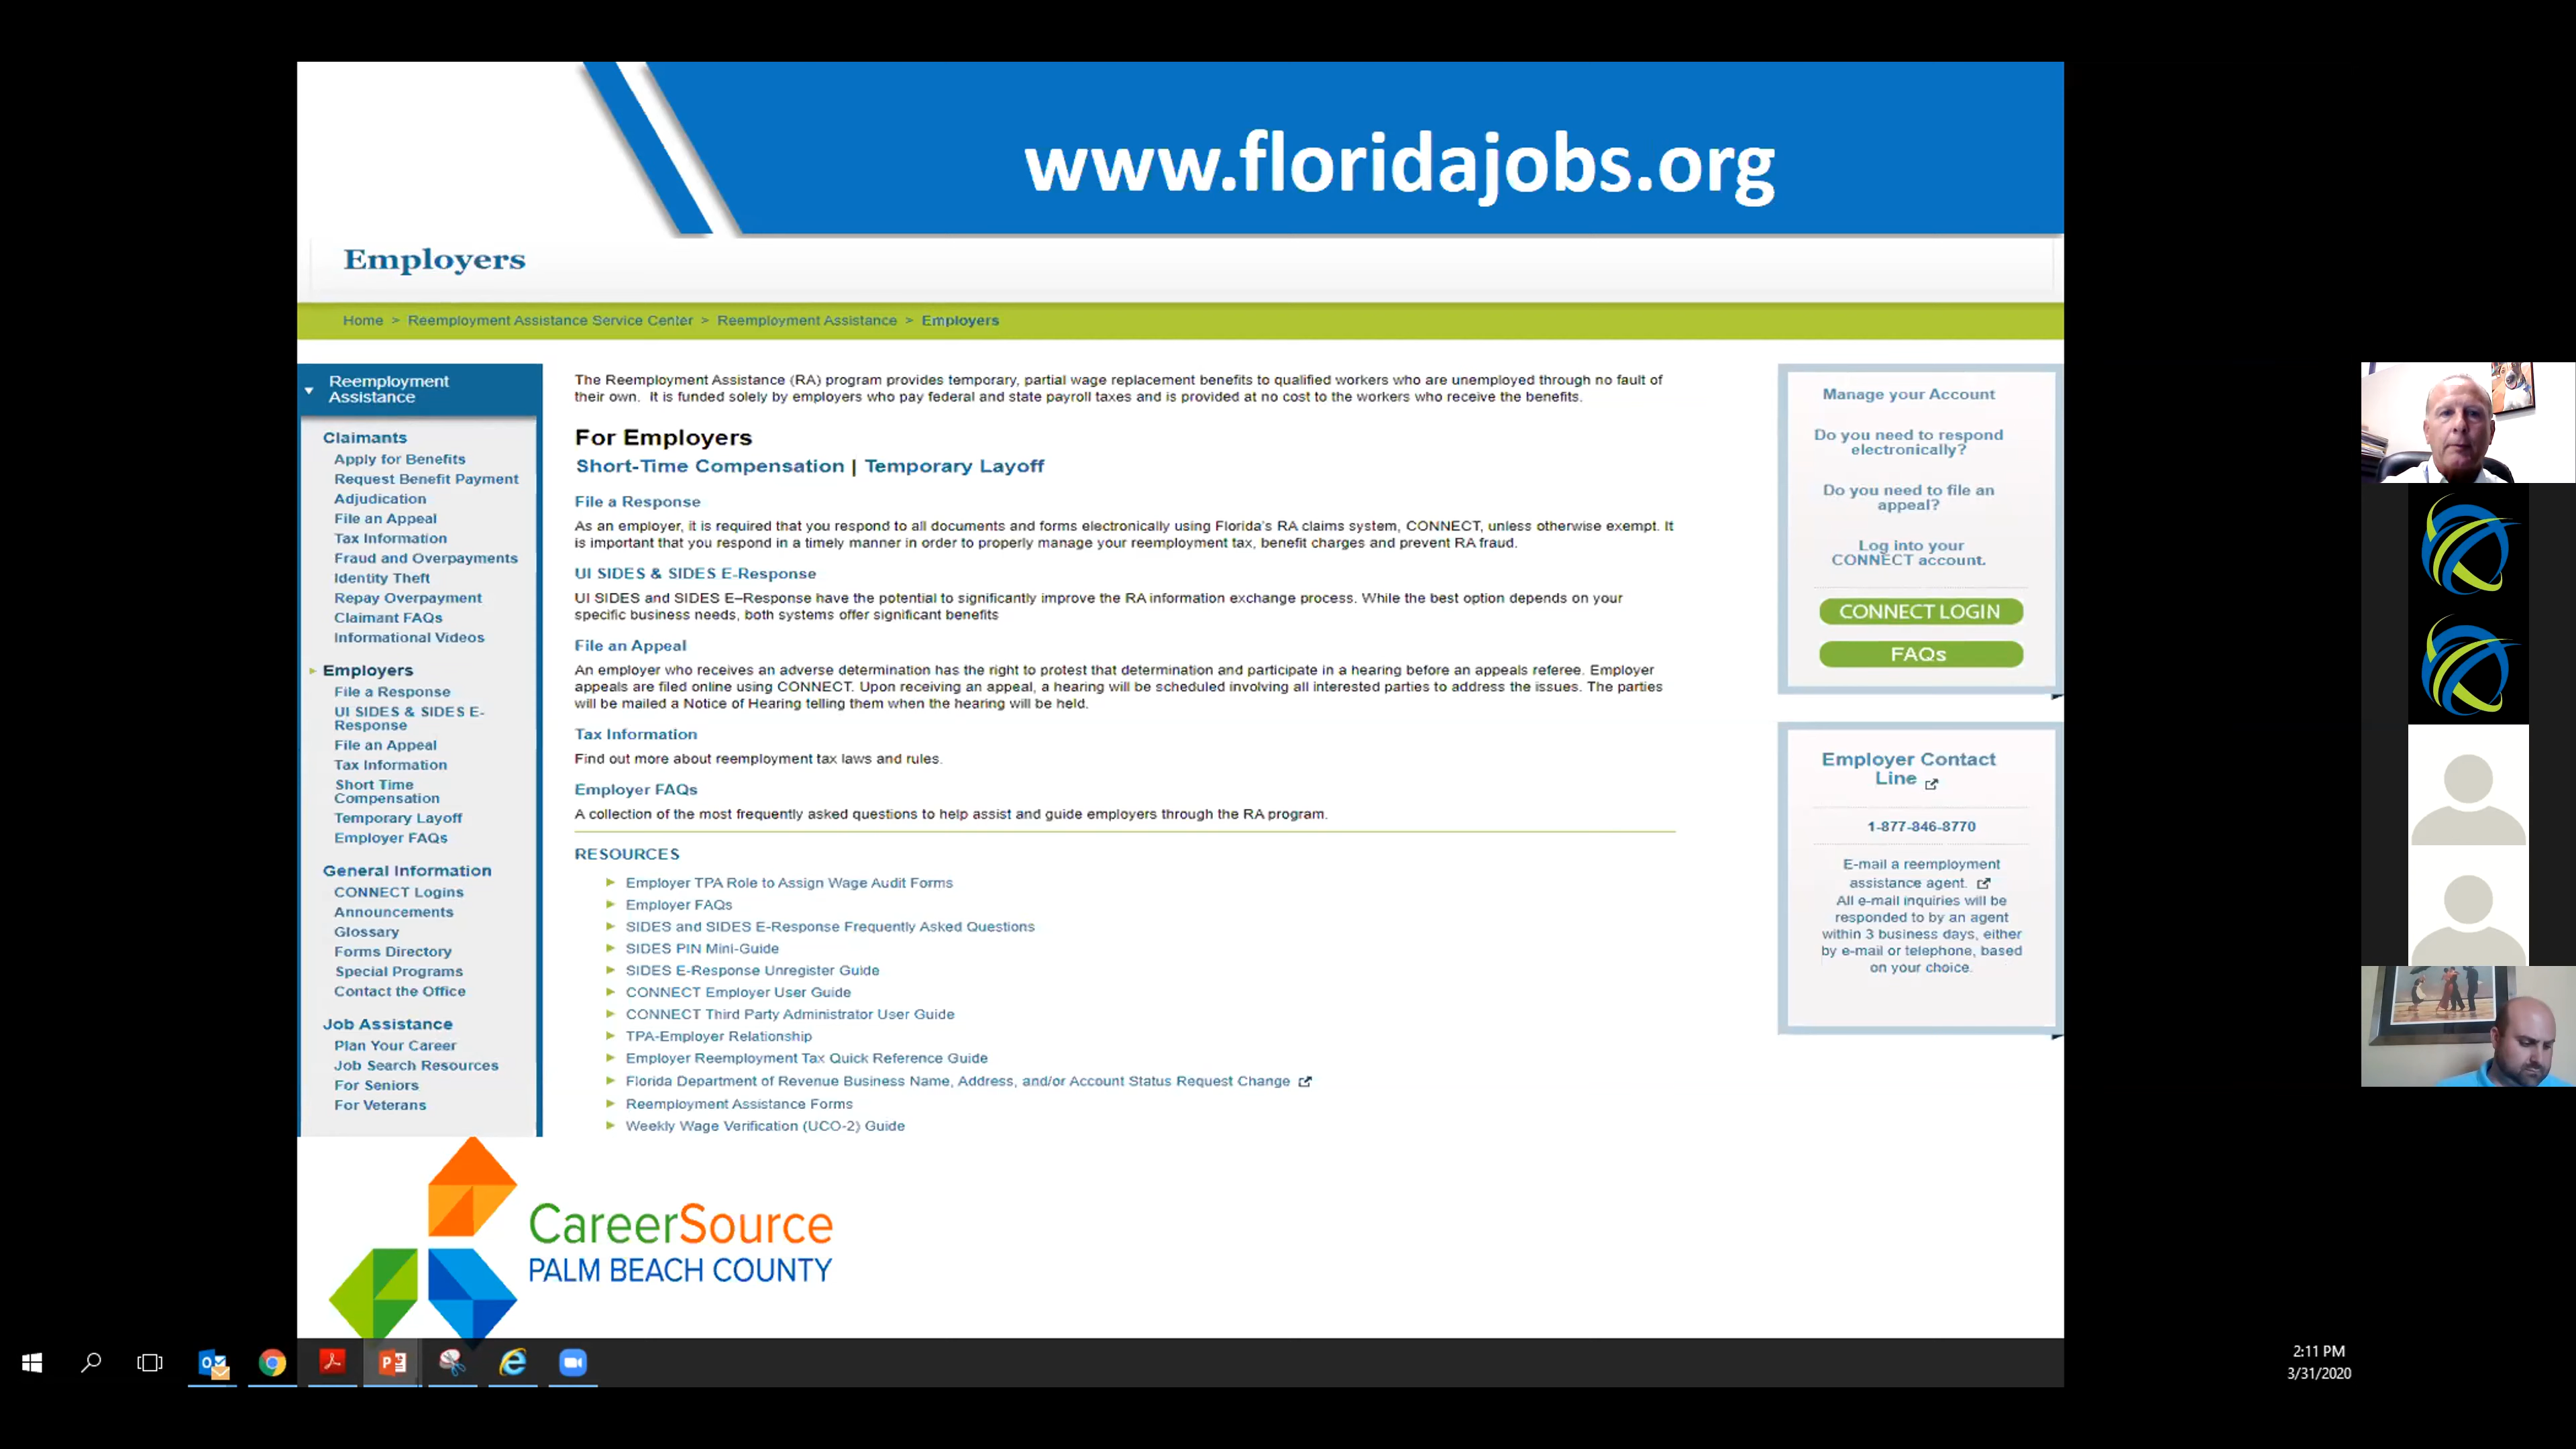 www.floridajobs.org
Employers
Home > Reemployment Assistance Service Center > Reemployment Assistance > Employers
Reemployment
Assistance
Claimants
Apply for Benefits
Request Benefit Payment
Adjudication
File an Appeal
Tax Information
Fraud and Overpayments
Identity Theft
Repay Overpayment
Claimant FAQs
Informational Videos
Employers
File a Response
UI SIDES & SIDES E-
Response
File an Appeal
Tax Information
Short Time
Compensation
Temporary Layoff
Employer FAQs
General Information
CONNECT Logins
Announcements
Glossary
Forms Directory
Special Programs
Contact the Office
Job Assistance
Plan Your Career
Job Search Resources
For Seniors
For Veterans
The Reemployment Assistance (RA) program provides temporary, partial wage replacement benefits to qualified workers who are unemployed through no fault of
their own. It is funded solely by employers who pay federal and state payroll taxes and is provided at no cost to the workers who receive the benefits.
For Employers
Short-Time Compensation | Temporary Layoff
File a Response
As an employer, it is required that you respond to all documents and forms electronically using Florida's RA claims system, CONNECT, unless otherwise exempt. It
is important that you respond in a timely manner in order to properly manage your reemployment tax, benefit charges and prevent RA fraud.
UI SIDES & SIDES E-Response
UI SIDES and SIDES E–Response have the potential to significantly improve the RA information exchange process. While the best option depends on your
specific business needs, both systems offer significant benefits
File an Appeal
An employer who receives an adverse determination has the right to protest that determination and participate in a hearing before an appeals referee. Employer
appeals are filed online using CONNECT. Upon receiving an appeal, a hearing will be scheduled involving all interested parties to address the issues. The parties
will be mailed a Notice of Hearing telling them when the hearing will be held.
Tax Information
Find out more about reemployment tax laws and rules.
Employer FAQs
A collection of the most frequently asked questions to help assist and guide employers through the RA program.
RESOURCES
Employer TPA Role to Assign Wage Audit Forms
Employer FAQs
SIDES and SIDES E-Response Frequently Asked Questions
SIDES PIN Mini-Guide
SIDES E-Response Unregister Guide
CONNECT Employer User Guide
CONNECT Third Party Administrator User Guide
TPA-Employer Relationship
Employer Reemployment Tax Quick Reference Guide
Florida Department of Revenue Business Name, Address, and/or Account Status Request Change
Reemployment Assistance Forms
Weekly Wage Verification (UCO-2) Guide
Manage your Account
Do you need to respond
electronically?
Do you need to file an
appeal?
Log into your
CONNECT account.
CONNECT LOGIN
FAQs
Employer Contact
Line
1-877-846-8770
E-mail a reemployment
assistance agent.
All e-mail inquiries will be
responded to by an agent
within 3 business days, either
by e-mail or telephone, based
on your choice.
CareerSource
PALM BEACH COUNTY
2:11 PM
3/31/2020